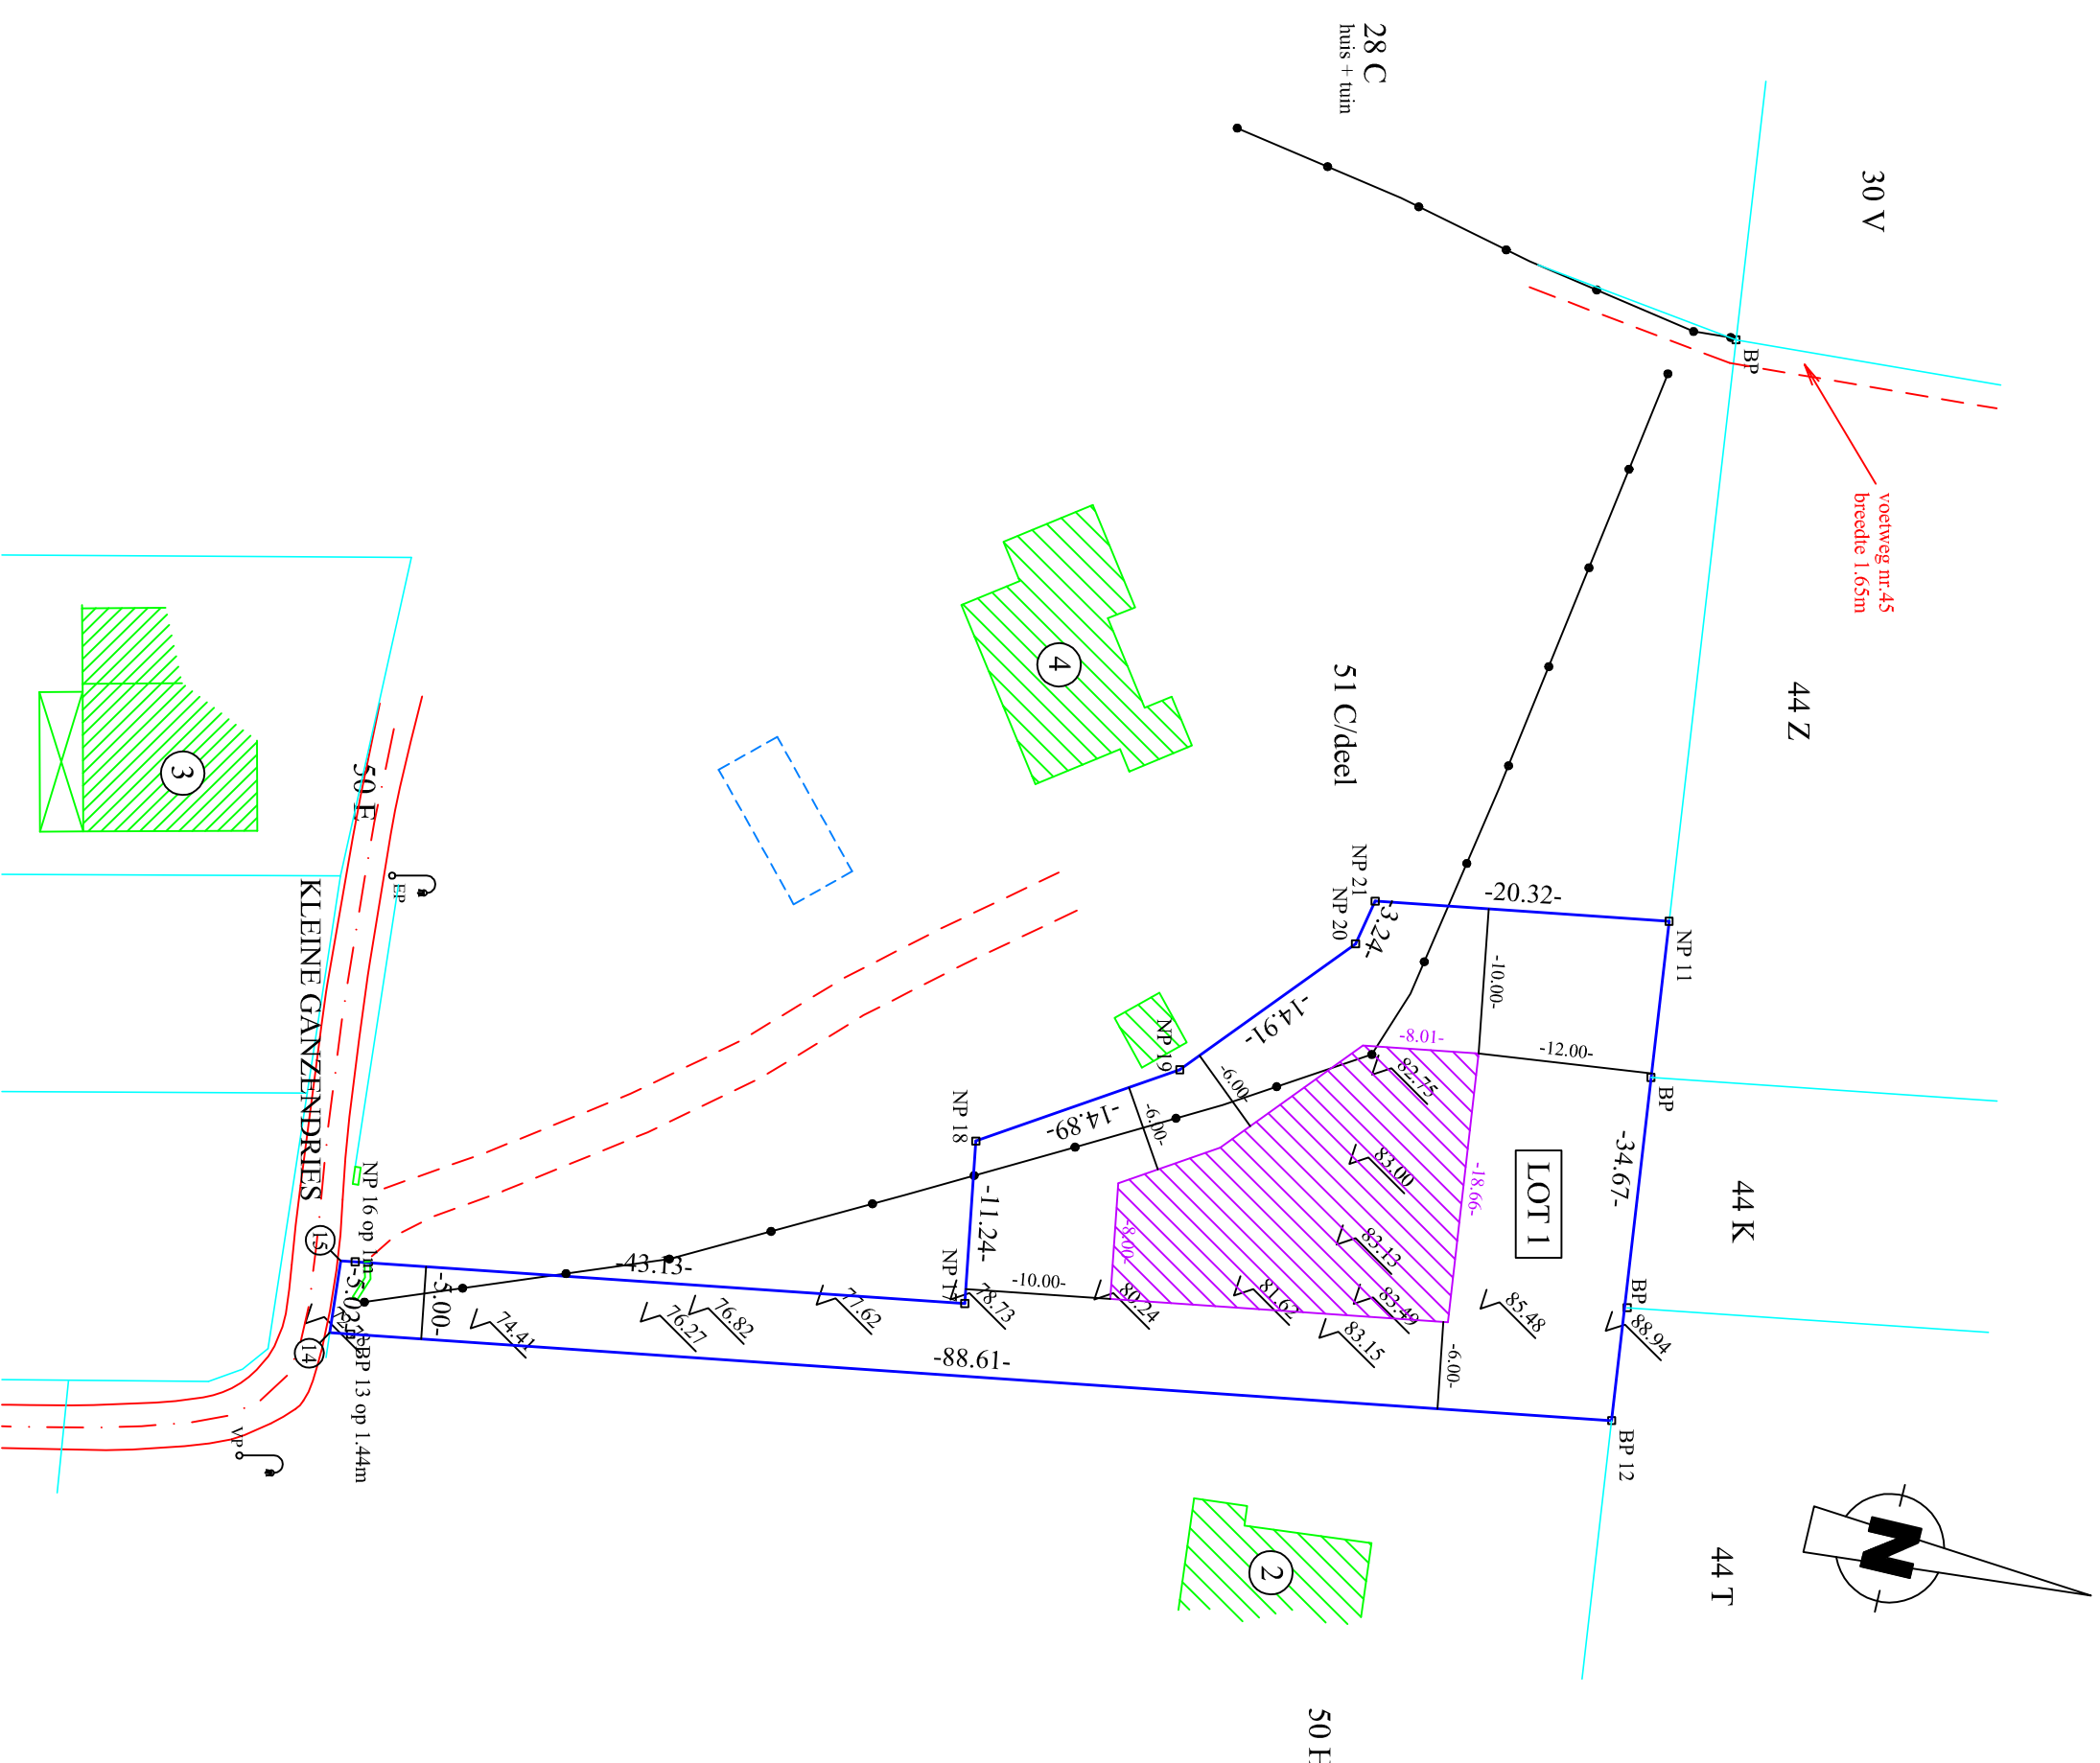 28 C
huis + tuin
30 V
BP
voetweg nr.45
breedte 1.65m
44 Z
51 C/deel
4
3
50 E
EP
KLEINE GANZENDRIES
NP 21
NP 20
-3.24-
-20.32-
NP 11
-10.00-
-12.00-
BP
-14.91-
NP 19
-6.00-
-8.01-
82.75
-14.89-
-6.00-
NP 18
83.00
-18.66-
LOT 1
-34.67-
44 K
83.13
-8.00-
-11.24-
NP 17
-10.00-
78.73
80.24
81.62
83.49
83.15
85.48
BP
88.94
-43.13-
NP 16 op 1m
15
-5.02-
-5.00-
72.78
74.41
76.27
76.82
77.62
14
BP 13 op 1.44m
-88.61-
-6.00-
BP 12
VP
2
44 T
N